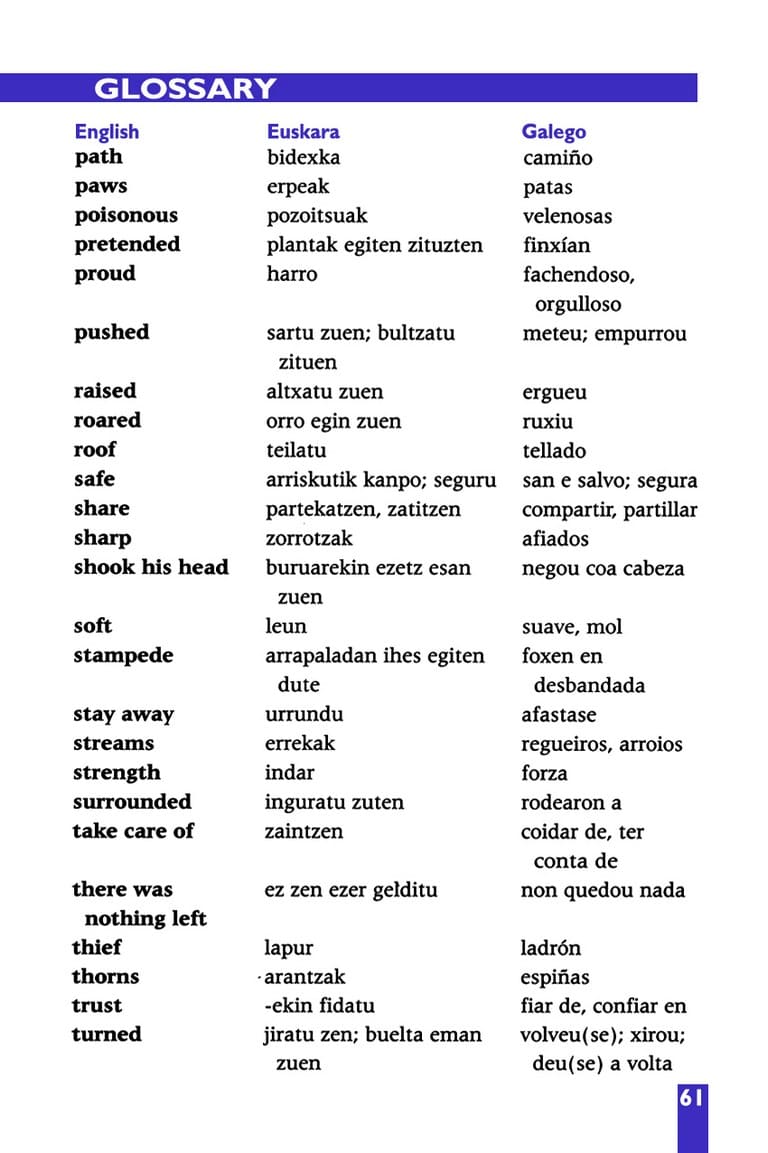 GLOSSARY
English Euskara Galego
path bidexka camiño
paws erpeak patas
poisonous pozoitsuak velenosas
pretended plantak egiten zituzten finxían
proud harro fachendoso,
orgulloso
pushed sartu zuen; bultzatu meteu; empurrou
zituen
raised altxatu zuen ergueu
roared orro egin zuen ruxiu
roof teilatu tellado
safe arriskutik kanpo; seguru san e salvo; segura
share partekatzen, zatitzen compartir, partillar
sharp zorrotzak afiados
shook his head buruarekin ezetz esan negou coa cabeza
zuen
soft leun suave, mol
stampede arrapaladan ihes egiten foxen en
dute desbandada
stay away urrundu afastase
streams errekak regueiros, arroios
strength indar forza
surrounded inguratu zuten rodearon a
take care of zaintzen coidar de, ter
conta de
there was ez zen ezer gelditu non quedou nada
nothing left
thief lapur ladrón
thorns arantzak espiñas
trust -ekin fidatu fiar de, confiar en
turned jiratu zen; buelta eman volveu(se); xirou;
zuen deu(se) a volta
61